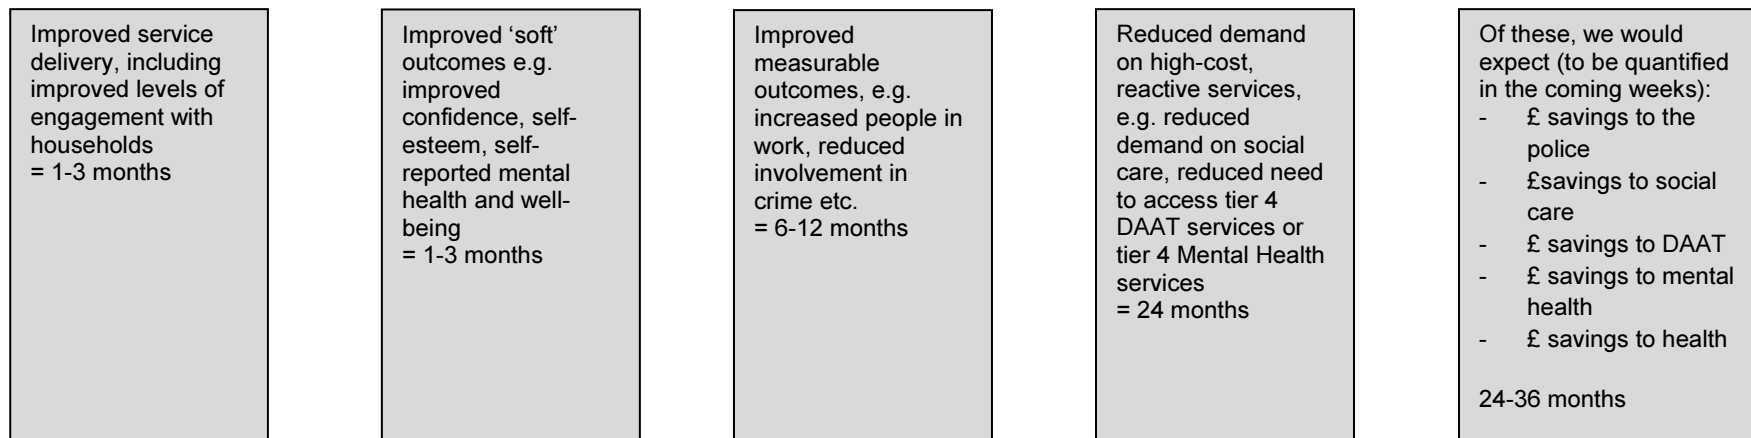 Improved service
delivery, including
improved levels of
engagement with
households
= 1-3 months
Improved ‘soft’
outcomes e.g.
improved
confidence, self-
esteem, self-
reported mental
health and well-
being
= 1-3 months
Improved
measurable
outcomes, e.g.
increased people in
work, reduced
involvement in
crime etc.
= 6-12 months
Reduced demand
on high-cost,
reactive services,
e.g. reduced
demand on social
care, reduced need
to access tier 4
DAAT services or
tier 4 Mental Health
services
= 24 months
Of these, we would
expect (to be quantified
in the coming weeks):
- £ savings to the
police
- £savings to social
care
- £ savings to DAAT
- £ savings to mental
health
- £ savings to health
24-36 months